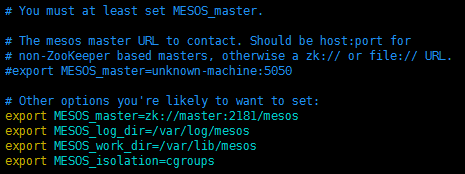 # You must at least set MESOS_master.
# The mesos master URL to contact. Should be host:port for
# non-ZooKeeper based masters, otherwise a zk:// or file:// URL.
#export MESOS_master=unknown-machine:5050
# Other options you're likely to want to set:
export MESOS_master=zk://master:2181/mesos
export MESOS_log_dir=/var/log/mesos
export MESOS_work_dir=/var/lib/mesos
export MESOS_isolation=cgroups